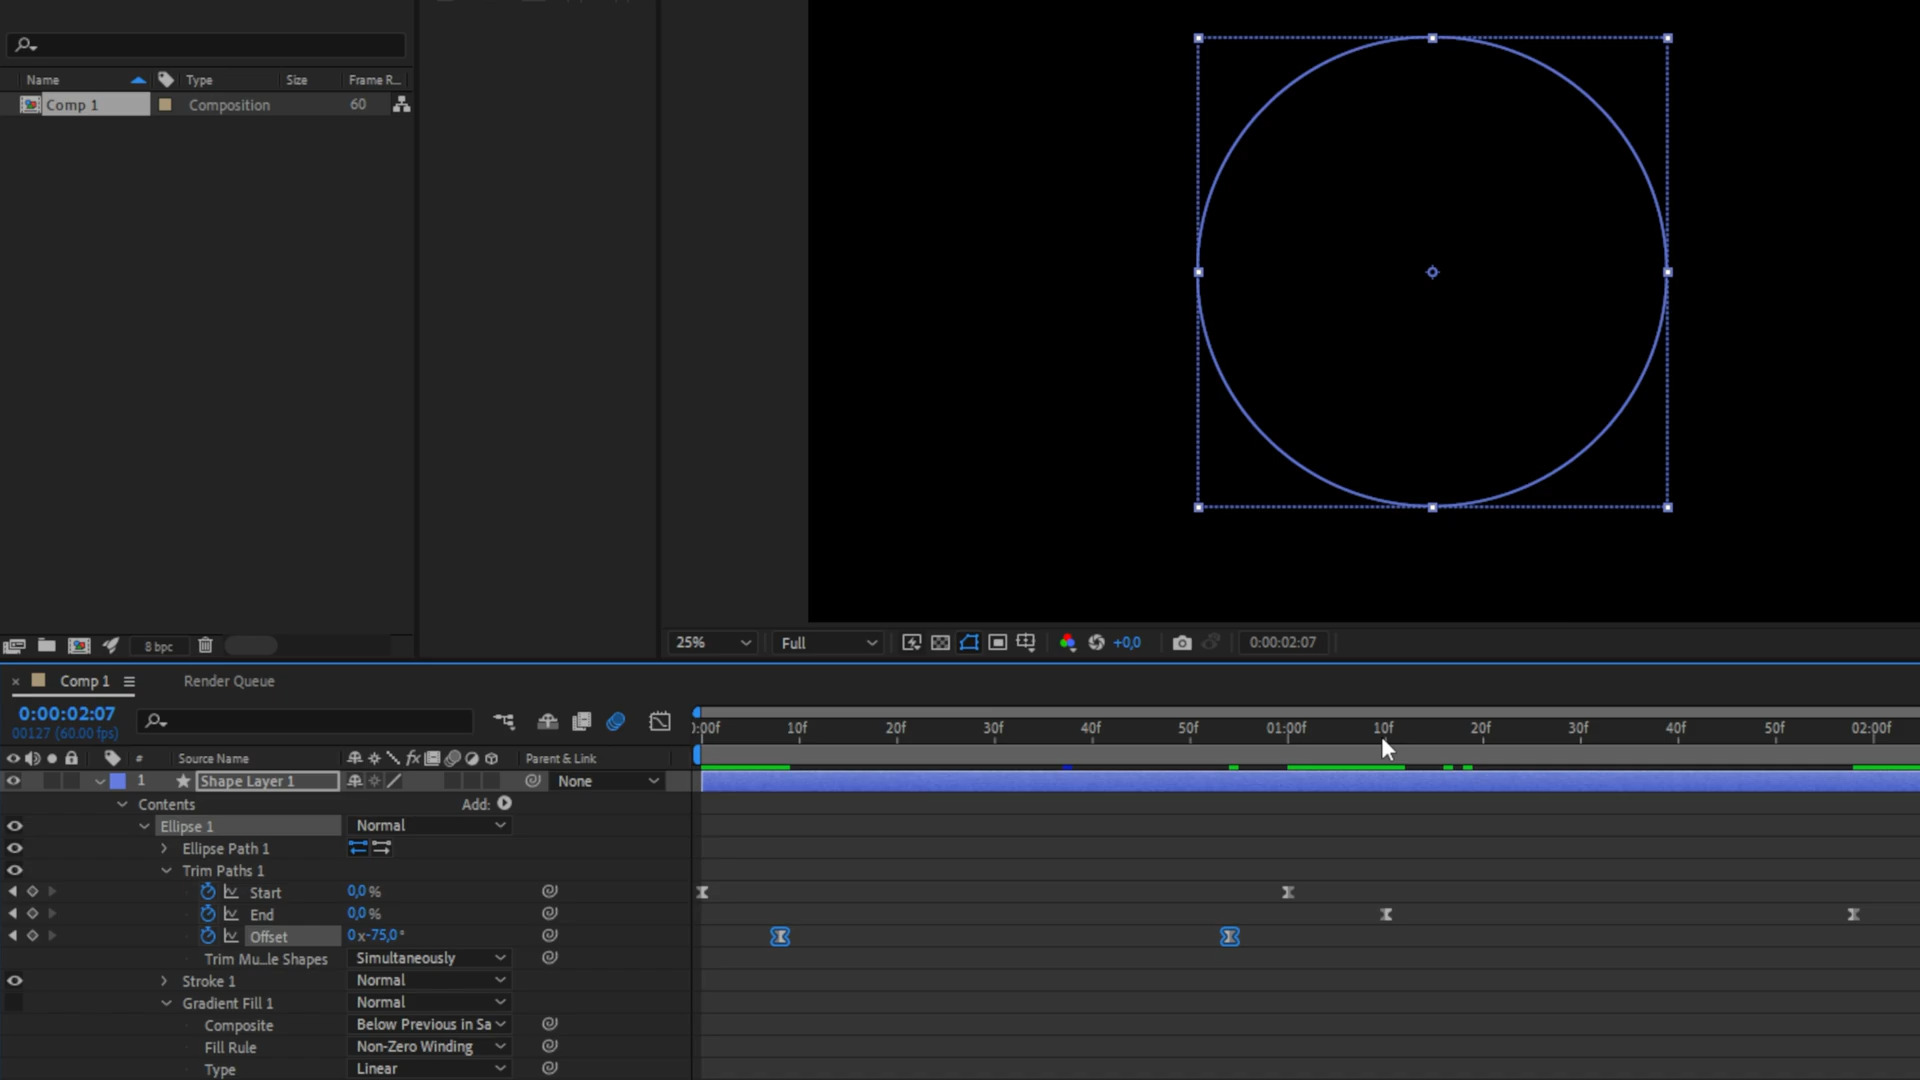 Name Type Size Frame R...
Comp 1 Composition 60
8 bpc
25% Full +0,0 0:00:02:07
Comp 1 Render Queue
0:00:02:07
00127 (60.00 fps)
:00f 10f 20f 30f 40f 50f 01:00f 10f 20f 30f 40f 50f 02:00f
# Source Name fx Parent & Link
1 Shape Layer 1 None
Contents Add:
Ellipse 1 Normal
Ellipse Path 1
Trim Paths 1
Start 0,0 %
End 0,0 %
Offset 0 x-75,0 °
Trim Mu...le Shapes Simultaneously
Stroke 1 Normal
Gradient Fill 1 Normal
Composite Below Previous in Sa
Fill Rule Non-Zero Winding
Type Linear